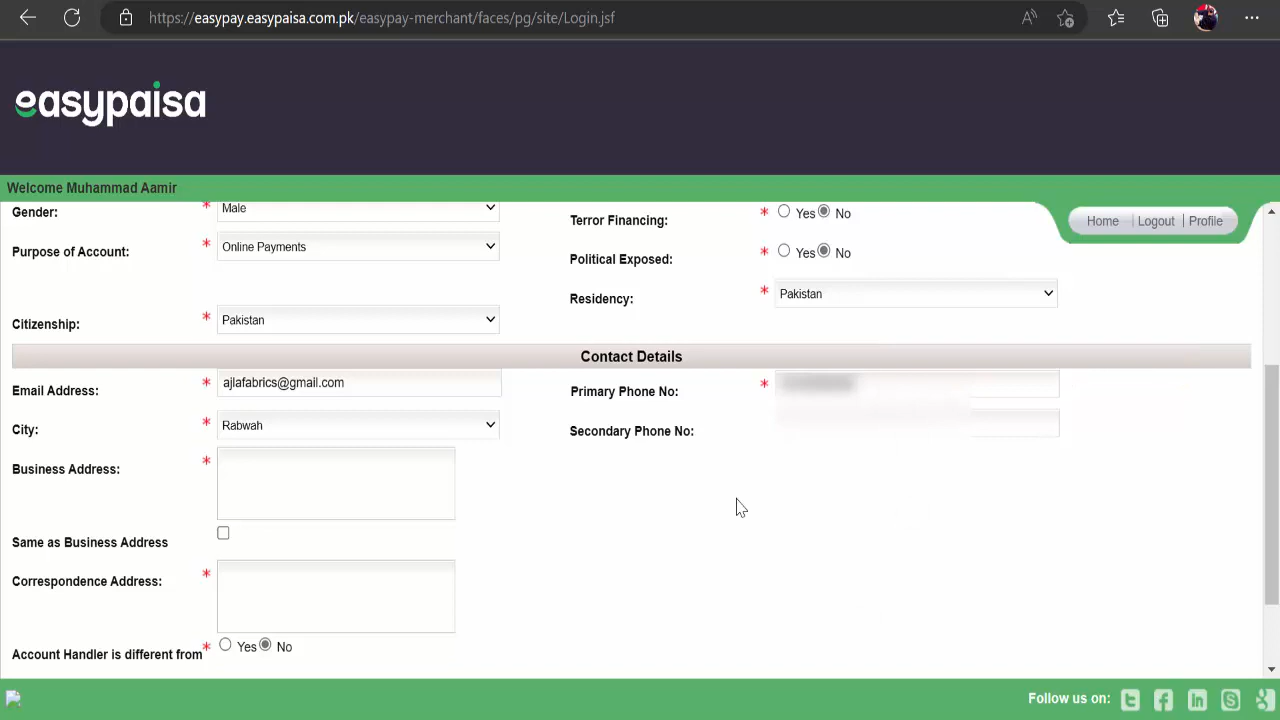 https://easypay.easypaisa.com.pk/easypay-merchant/faces/pg/site/Login.jsf
easypaisa
Welcome Muhammad Aamir
Home | Logout | Profile
Gender: * Male
Terror Financing: * Yes No
Purpose of Account: * Online Payments
Political Exposed: * Yes No
Residency: * Pakistan
Citizenship: * Pakistan
Contact Details
Email Address: * ajlafabrics@gmail.com
Primary Phone No: *
City: * Rabwah
Secondary Phone No:
Business Address: *
Same as Business Address
Correspondence Address: *
Account Handler is different from * Yes No
Follow us on: